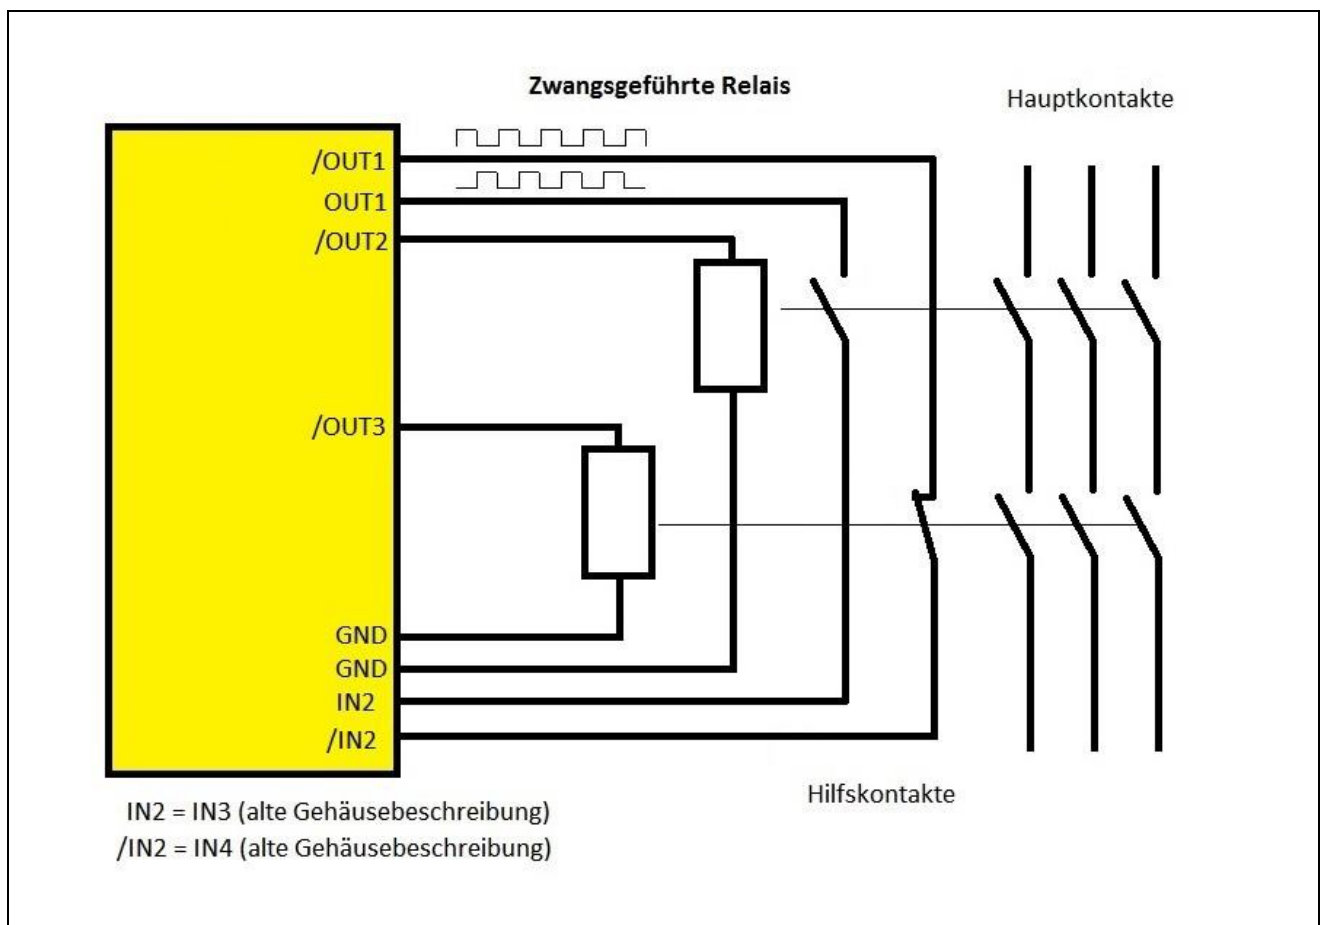 Zwangsgeführte Relais
Hauptkontakte
/OUT1
OUT1
/OUT2
/OUT3
GND
GND
IN2
/IN2
Hilfskontakte
IN2 = IN3 (alte Gehäusebeschreibung)
/IN2 = IN4 (alte Gehäusebeschreibung)